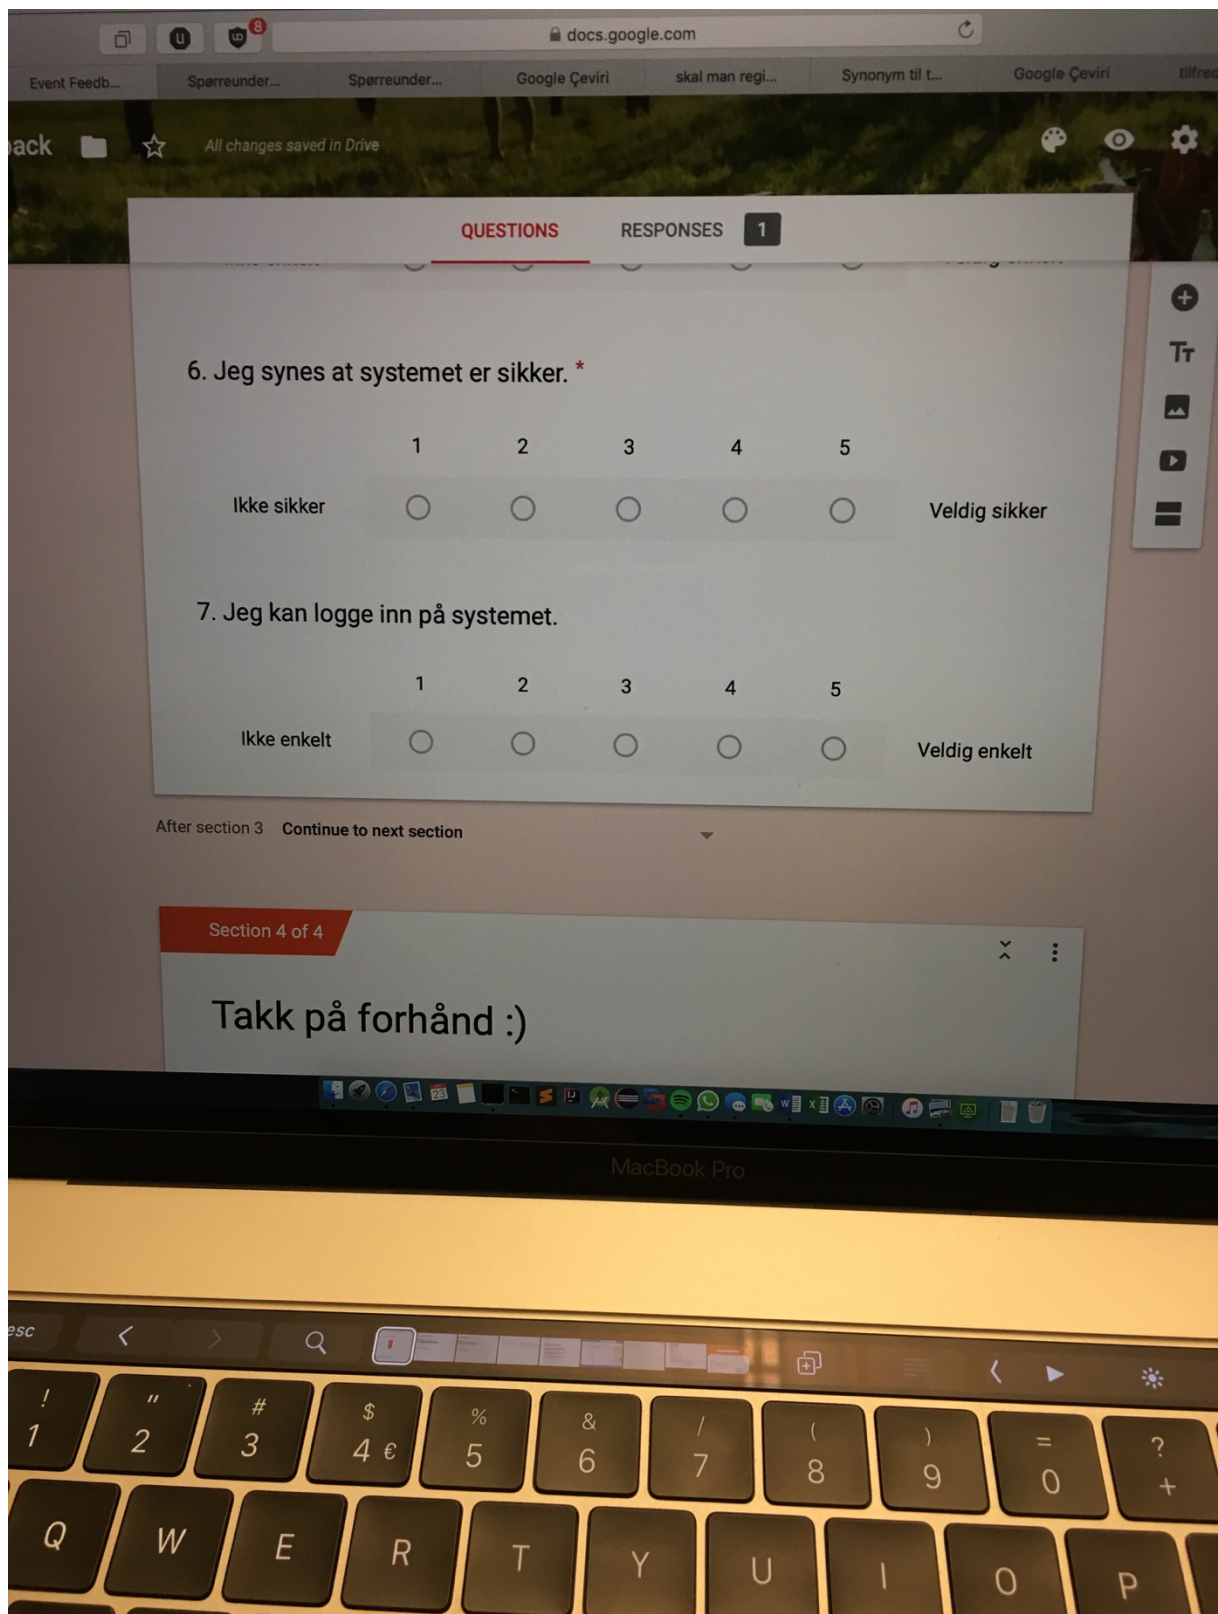 8
docs.google.com
Event Feedb...
Spørreunder...
Spørreunder...
Google Çeviri
skal man regi...
Synonym til t...
Google Çeviri
tilfred
back
All changes saved in Drive
QUESTIONS
RESPONSES 1
6. Jeg synes at systemet er sikker. *
1 2 3 4 5
Ikke sikker
Veldig sikker
7. Jeg kan logge inn på systemet.
1 2 3 4 5
Ikke enkelt
Veldig enkelt
After section 3 Continue to next section
Section 4 of 4
Takk på forhånd :)
23
MacBook Pro
esc
! " # $ % & / ( ) = ?
1 2 3 4 € 5 6 7 8 9 0 +
Q W E R T Y U I O P